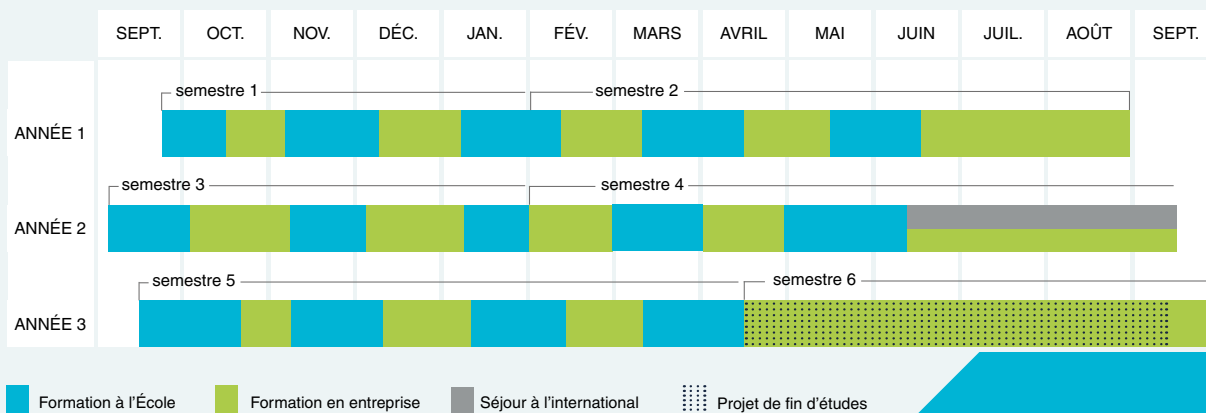 SEPT. OCT. NOV. DÉC. JAN. FÉV. MARS AVRIL MAI JUIN JUIL. AOÛT SEPT.
semestre 1 semestre 2
ANNÉE 1
semestre 3 semestre 4
ANNÉE 2
semestre 5 semestre 6
ANNÉE 3
Formation à l’École Formation en entreprise Séjour à l’international Projet de fin d’études